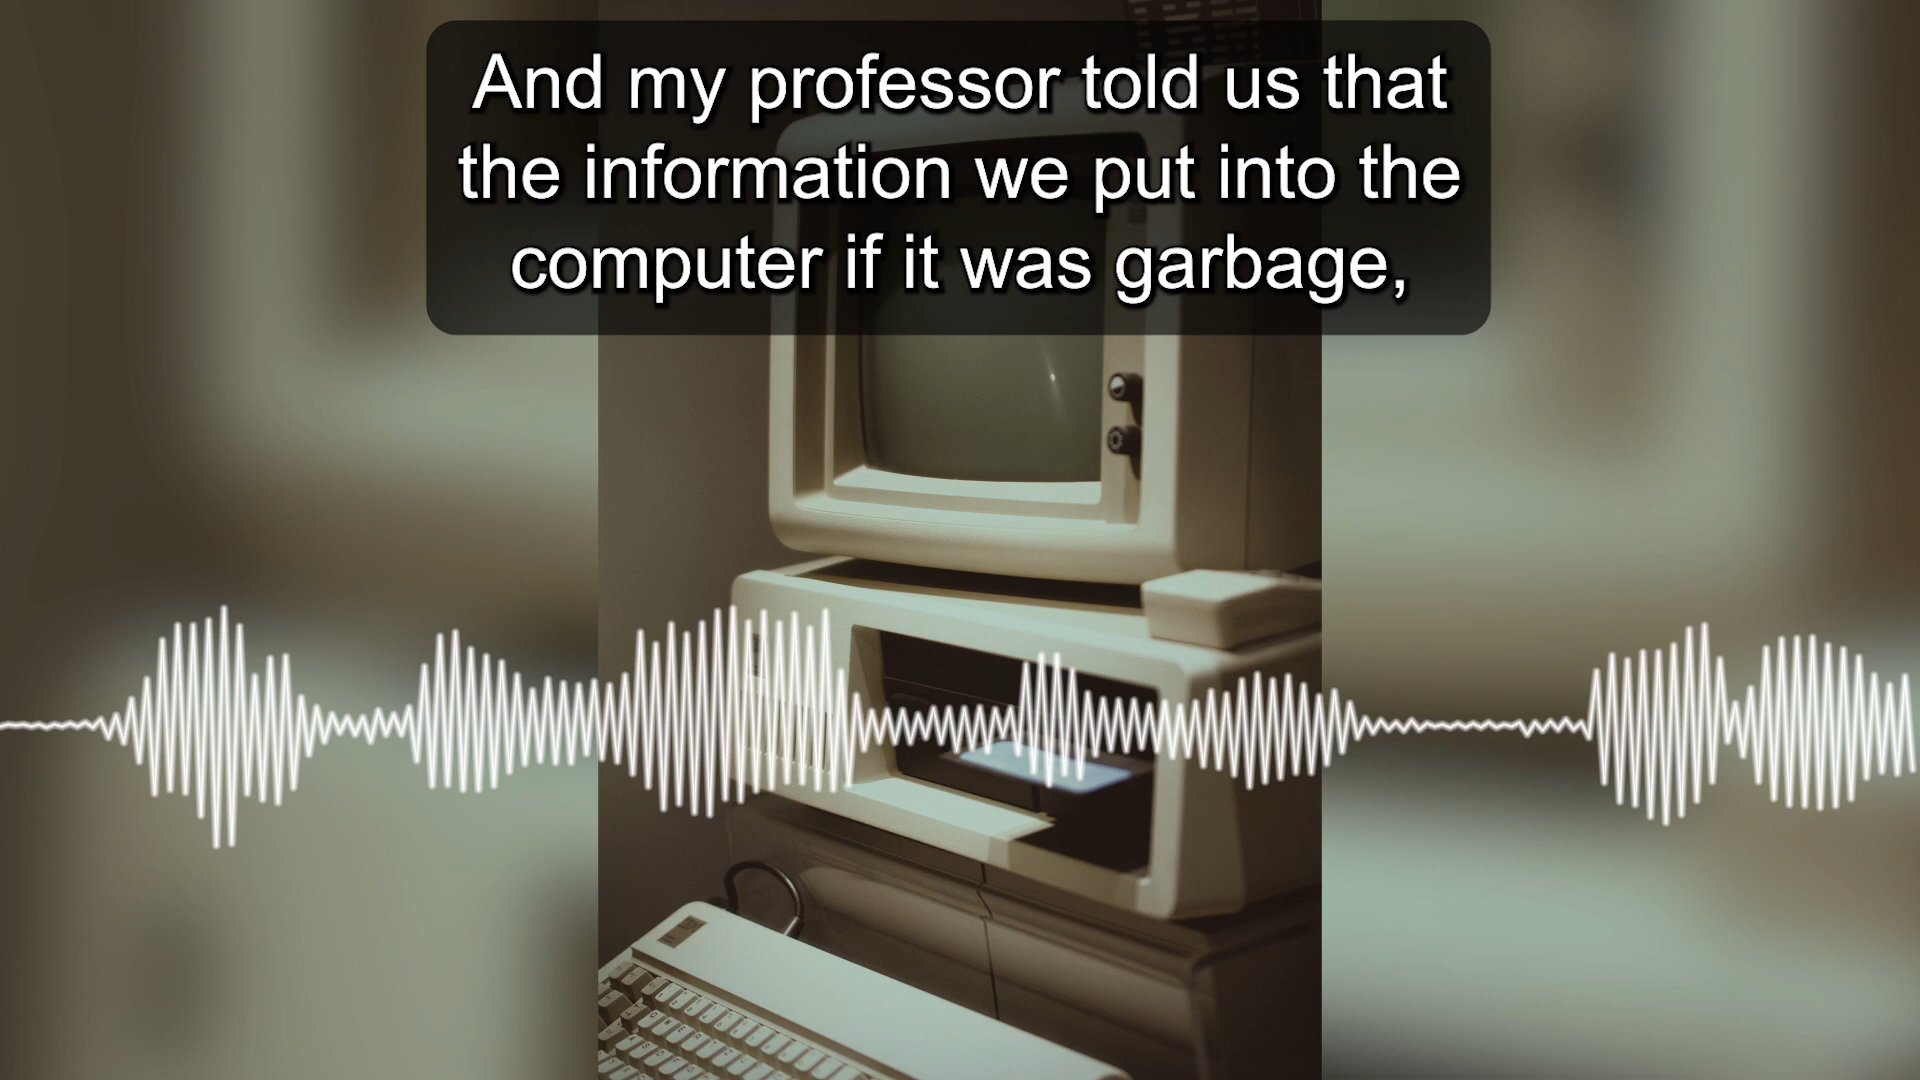 And my professor told us that
the information we put into the
computer if it was garbage,